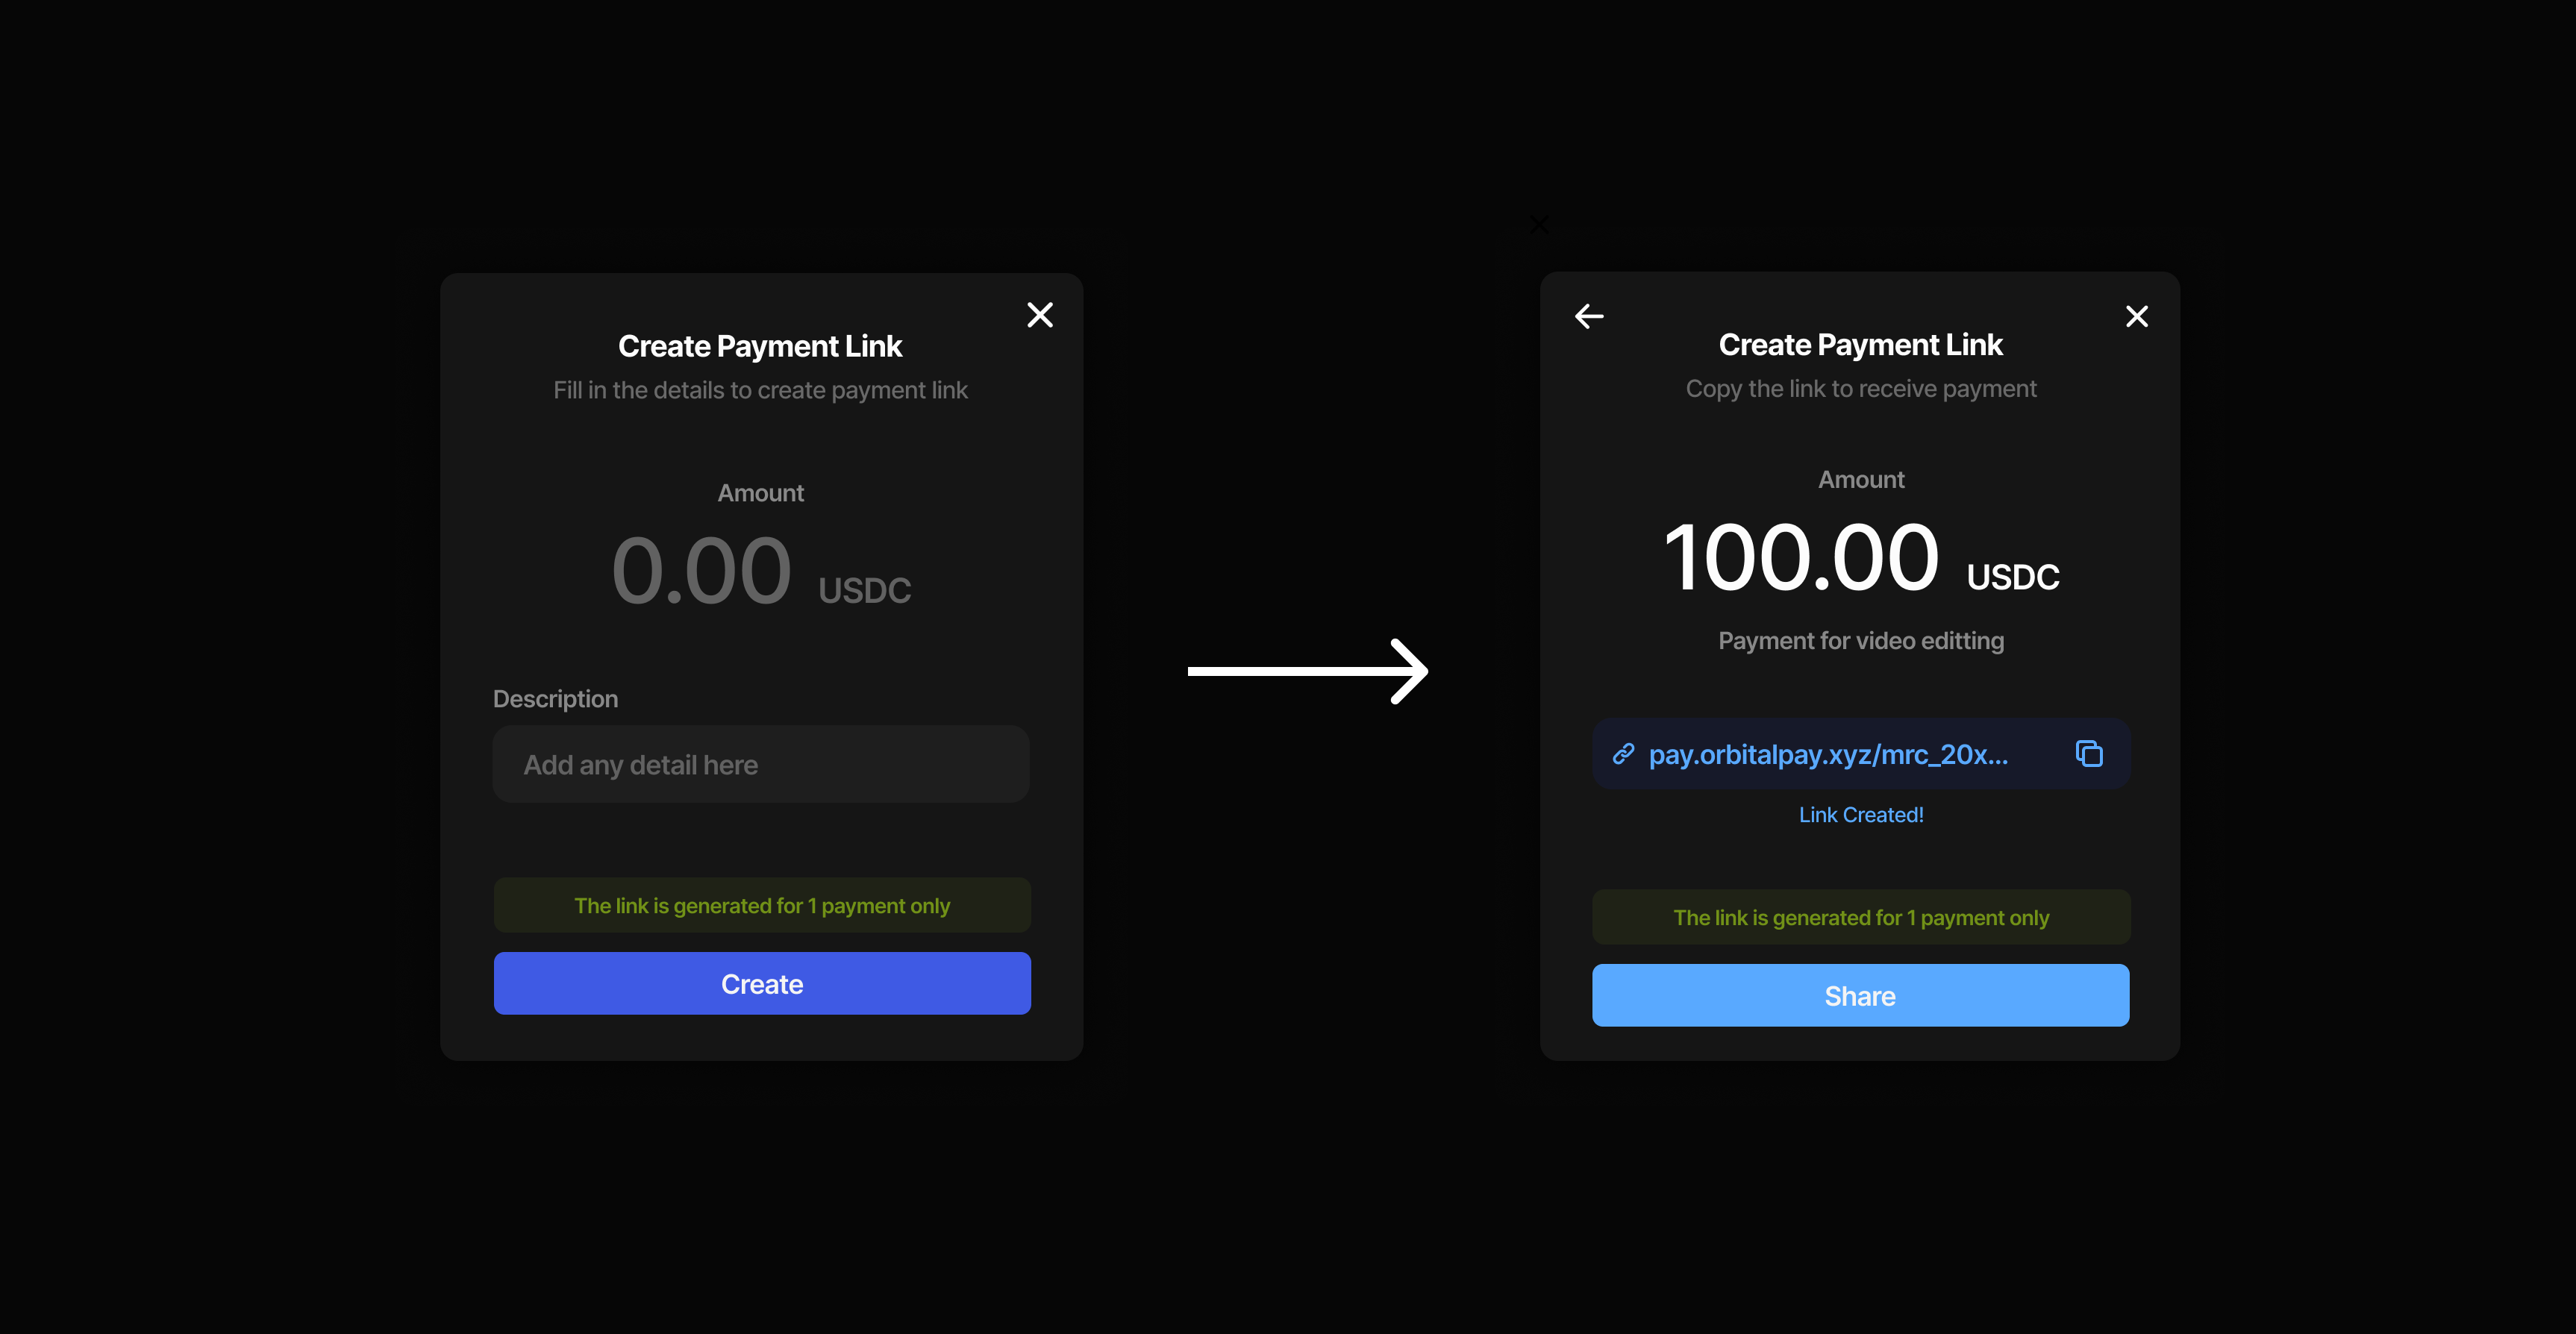 Create Payment Link
Fill in the details to create payment link
Amount
0.00 USDC
Description
Add any detail here
The link is generated for 1 payment only
Create
Create Payment Link
Copy the link to receive payment
Amount
100.00 USDC
Payment for video editting
pay.orbitalpay.xyz/mrc_20x...
Link Created!
The link is generated for 1 payment only
Share